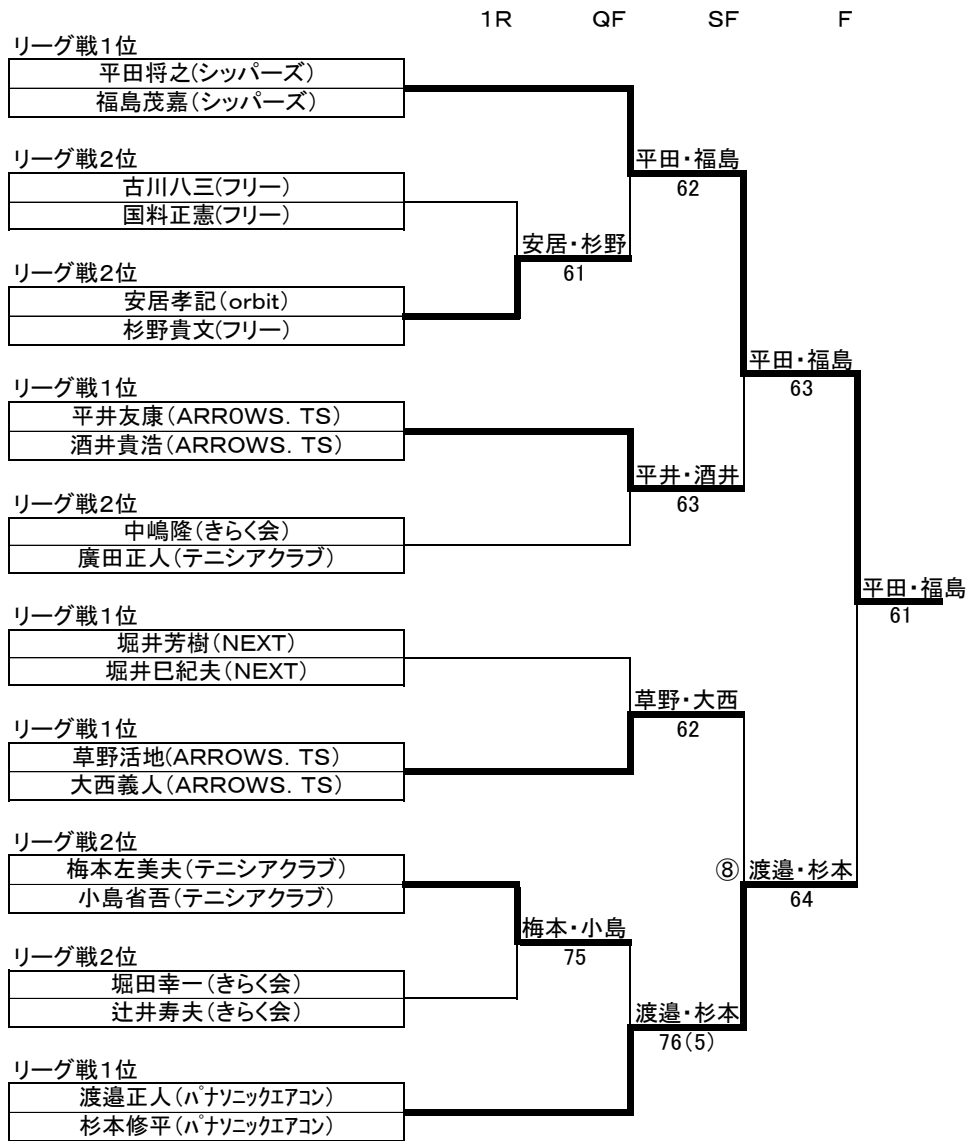 1R QF SF F
リーグ戦1位
平田将之(シッパーズ)
福島茂嘉(シッパーズ)
リーグ戦2位
平田・福島
古川八三(フリー)
62
国料正憲(フリー)
安居・杉野
リーグ戦2位
61
安居孝記(orbit)
杉野貴文(フリー)
平田・福島
リーグ戦1位
63
平井友康(ARROWS. TS)
酒井貴浩(ARROWS. TS)
平井・酒井
リーグ戦2位
63
中嶋隆(きらく会)
廣田正人(テニシアクラブ)
平田・福島
リーグ戦1位
61
堀井芳樹(NEXT)
堀井巳紀夫(NEXT)
草野・大西
リーグ戦1位
62
草野活地(ARROWS. TS)
大西義人(ARROWS. TS)
リーグ戦2位
梅本左美夫(テニシアクラブ)
⑧ 渡邉・杉本
小島省吾(テニシアクラブ)
64
梅本・小島
リーグ戦2位
75
堀田幸一(きらく会)
辻井寿夫(きらく会)
渡邉・杉本
76(5)
リーグ戦1位
渡邉正人(パナソニックエアコン)
杉本修平(パナソニックエアコン)